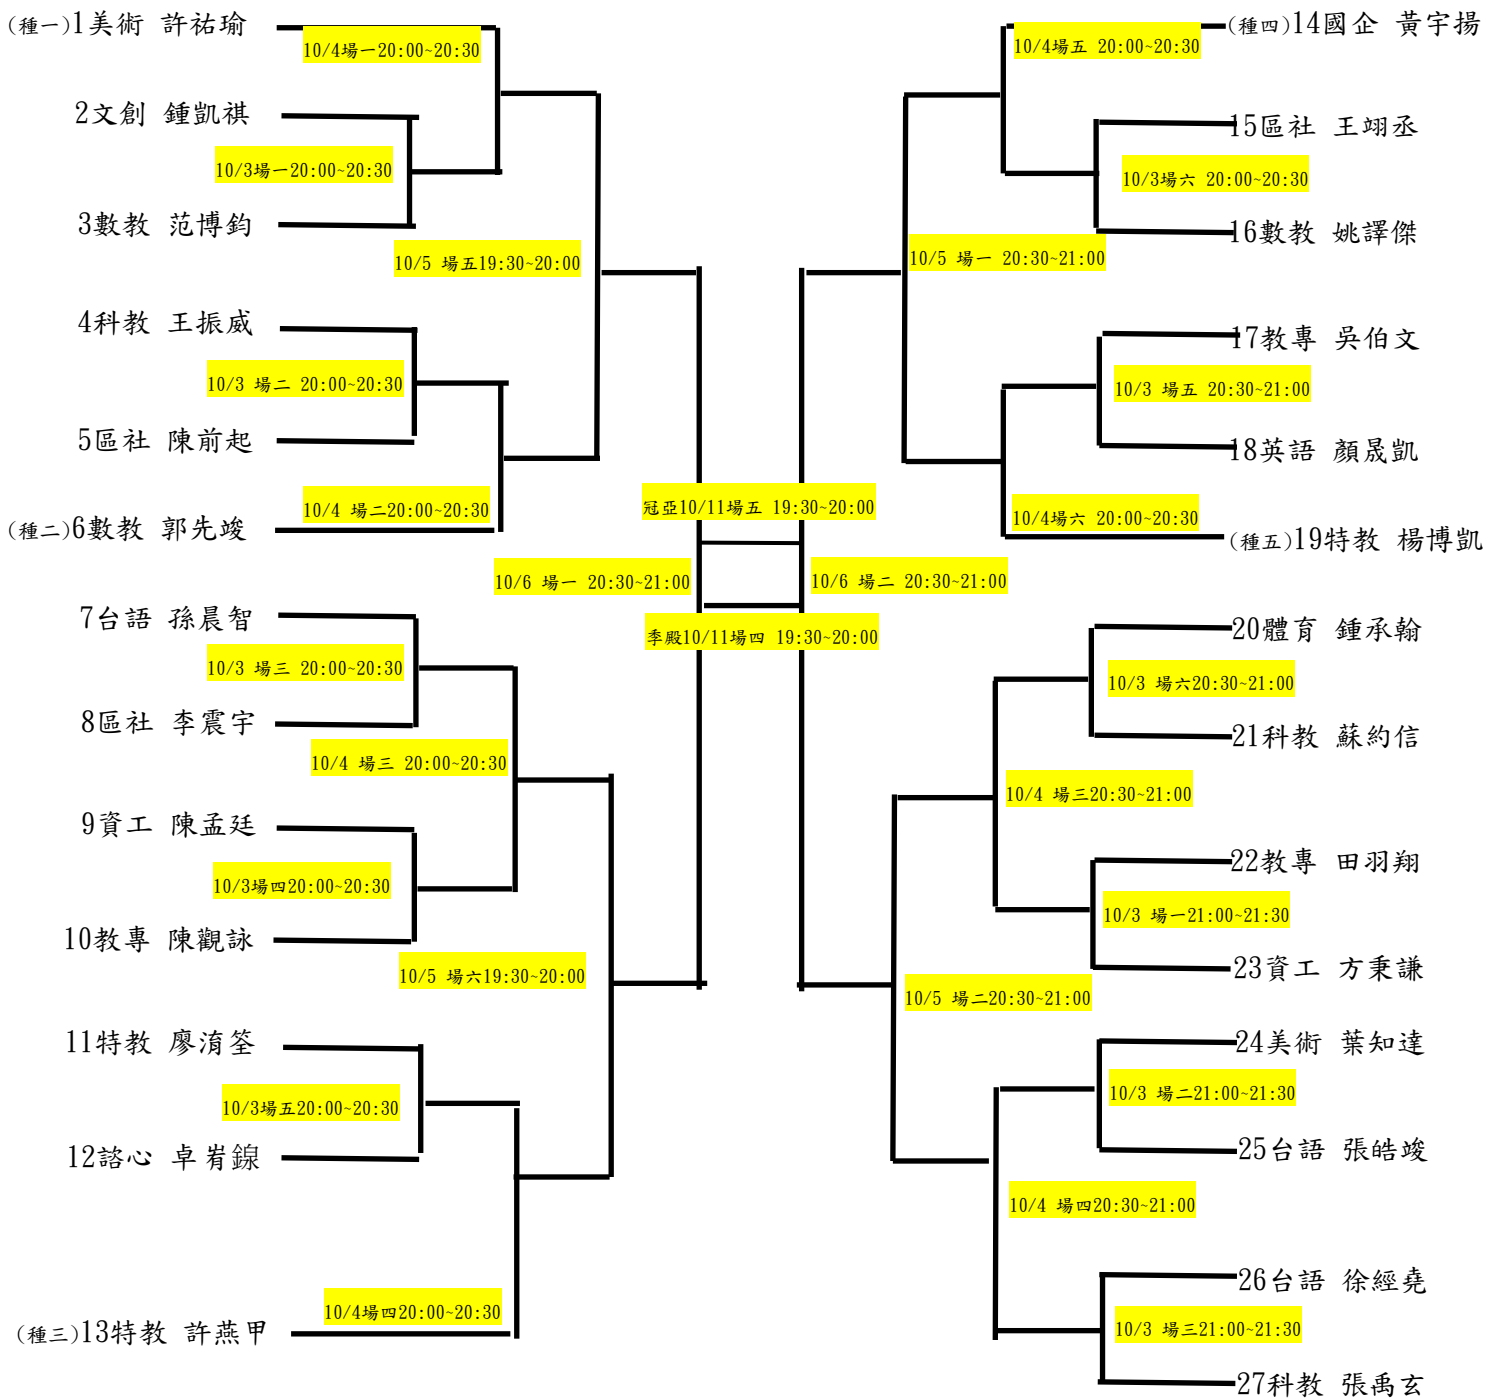 (種一)1美術 許祐瑜
10/4場一20:00~20:30
2文創 鍾凱祺
10/3場一20:00~20:30
3數教 范博鈞
10/5 場五19:30~20:00
4科教 王振威
10/3 場二 20:00~20:30
5區社 陳前起
10/4 場二20:00~20:30
(種二)6數教 郭先竣
10/6 場一 20:30~21:00
7台語 孫晨智
10/3 場三 20:00~20:30
8區社 李震宇
10/4 場三 20:00~20:30
9資工 陳孟廷
10/3場四20:00~20:30
10教專 陳觀詠
10/5 場六19:30~20:00
11特教 廖淯筌
10/3場五20:00~20:30
12諮心 卓峟鍭
10/4場四20:00~20:30
(種三)13特教 許燕甲
冠亞10/11場五 19:30~20:00
季殿10/11場四 19:30~20:00
(種四)14國企 黃宇揚
10/4場五 20:00~20:30
15區社 王翊丞
10/3場六 20:00~20:30
16數教 姚譯傑
10/5 場一 20:30~21:00
17教專 吳伯文
10/3 場五 20:30~21:00
18英語 顏晟凱
10/4場六 20:00~20:30
(種五)19特教 楊博凱
10/6 場二 20:30~21:00
20體育 鍾承翰
10/3 場六20:30~21:00
21科教 蘇約信
10/4 場三20:30~21:00
22教專 田羽翔
10/3 場一21:00~21:30
23資工 方秉謙
10/5 場二20:30~21:00
24美術 葉知達
10/3 場二21:00~21:30
25台語 張皓竣
10/4 場四20:30~21:00
26台語 徐經堯
10/3 場三21:00~21:30
27科教 張禹玄